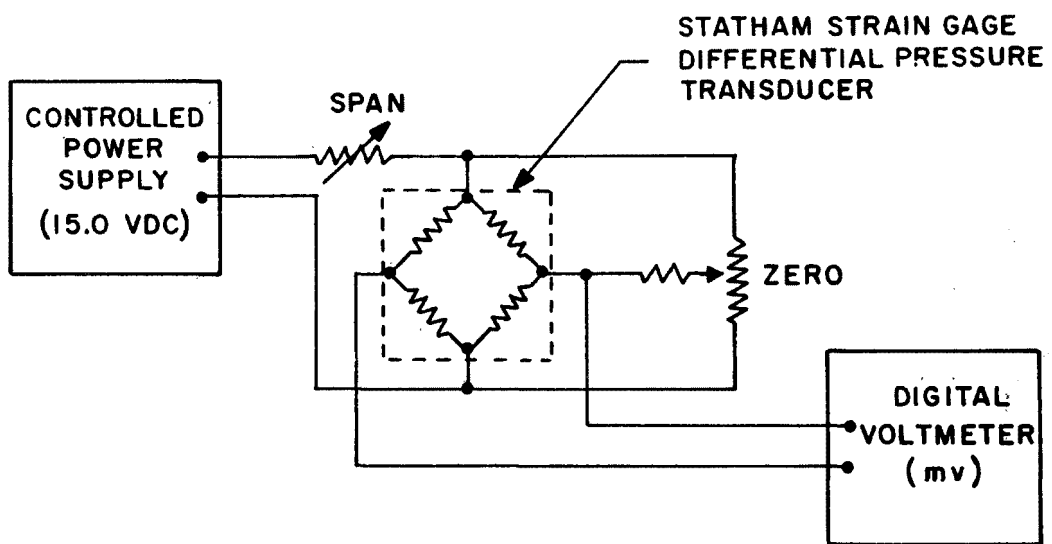 STATHAM STRAIN GAGE
DIFFERENTIAL PRESSURE
TRANSDUCER
CONTROLLED
POWER
SUPPLY
(15.0 VDC)
SPAN
ZERO
DIGITAL
VOLTMETER
(mv)